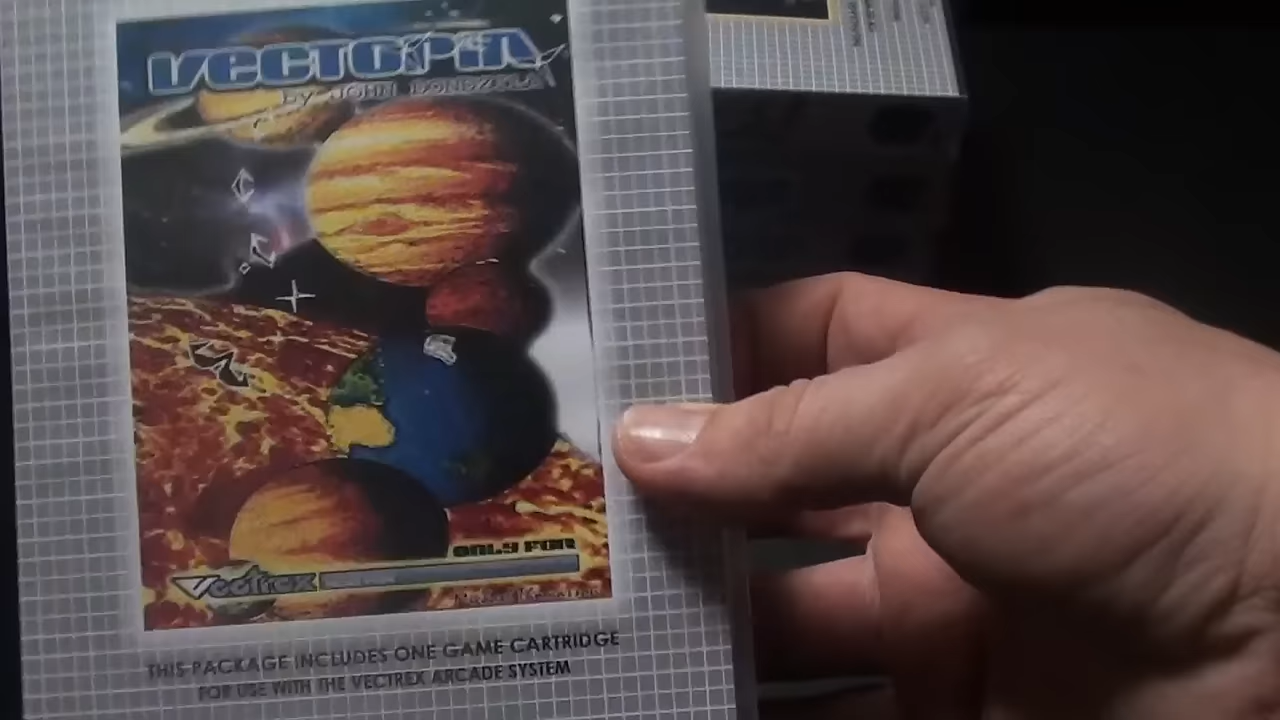 VECTOPIA
by JOHN DONDZILA
ONLY FOR
Vectrex
THIS PACKAGE INCLUDES ONE GAME CARTRIDGE
FOR USE WITH THE VECTREX ARCADE SYSTEM